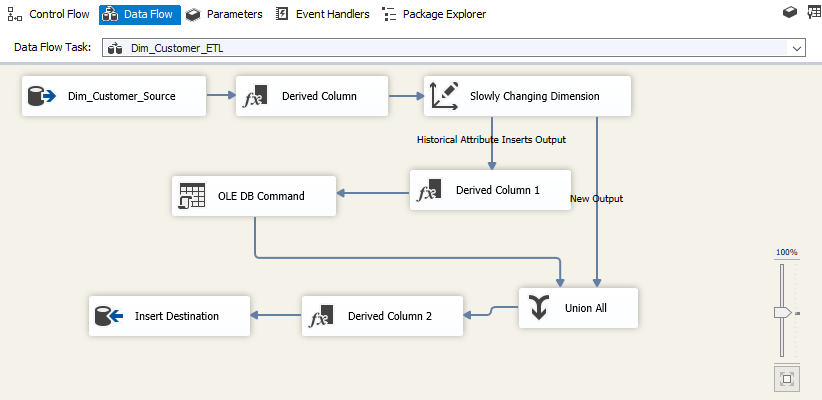 Control Flow
Data Flow
Parameters
Event Handlers
Package Explorer
Data Flow Task:
Dim_Customer_ETL
Dim_Customer_Source
Derived Column
Slowly Changing Dimension
Historical Attribute Inserts Output
OLE DB Command
Derived Column 1
New Output
100%
Insert Destination
Derived Column 2
Union All